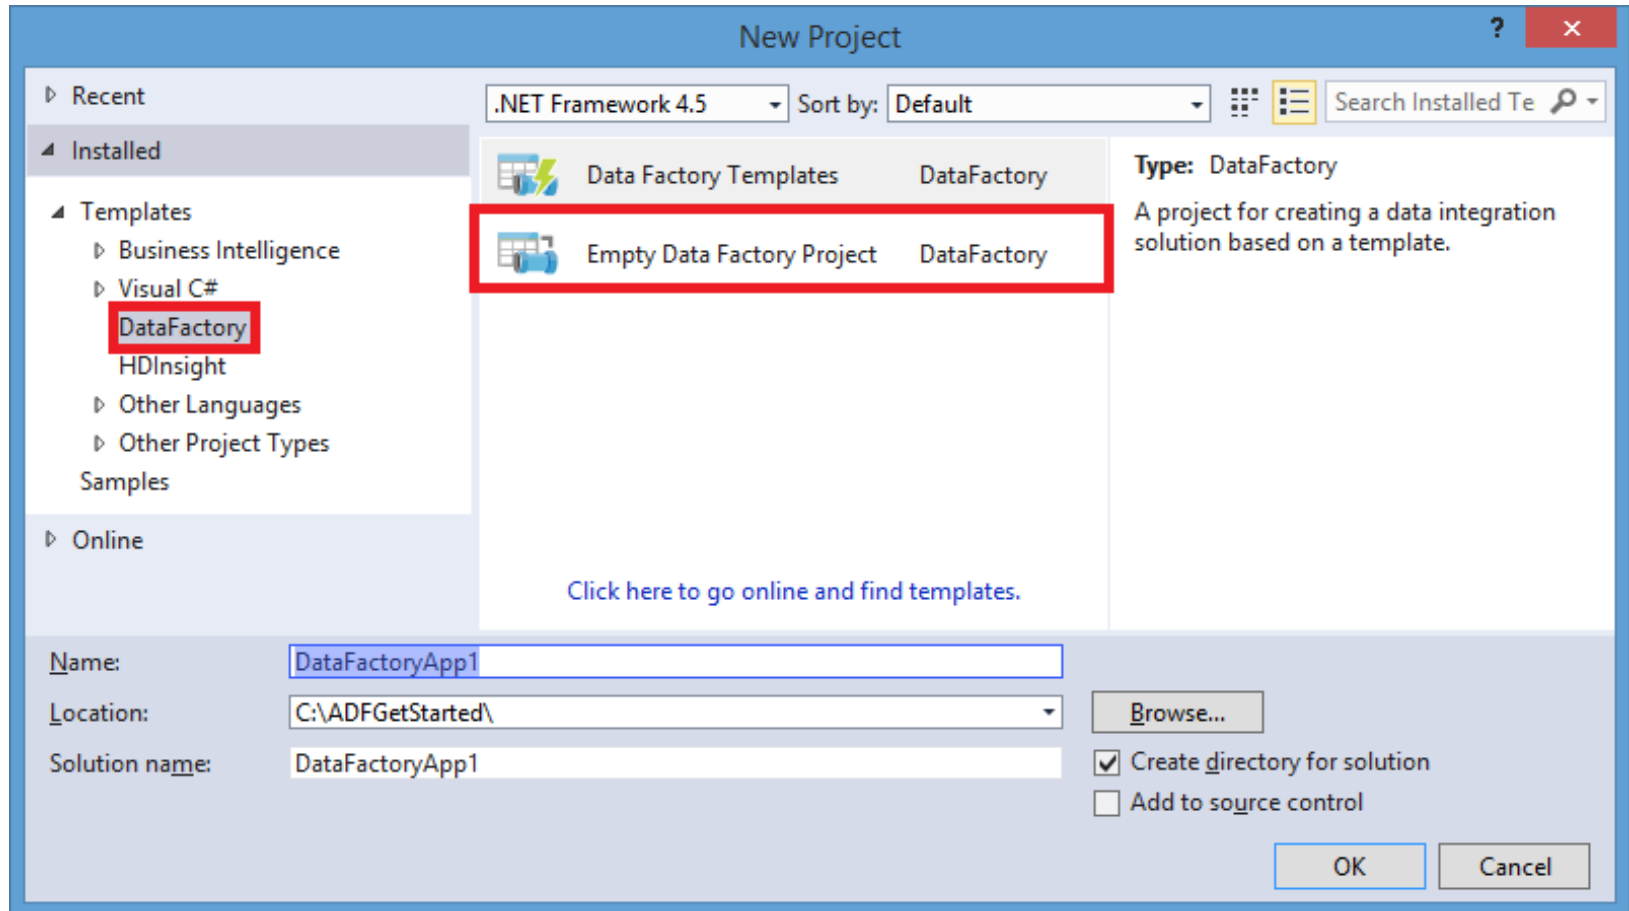 New Project
?
Recent
Installed
Templates
Business Intelligence
Visual C#
DataFactory
HDInsight
Other Languages
Other Project Types
Samples
Online
.NET Framework 4.5
Sort by:
Default
Search Installed Te
Data Factory Templates DataFactory
Empty Data Factory Project DataFactory
Click here to go online and find templates.
Type: DataFactory
A project for creating a data integration
solution based on a template.
Name: DataFactoryApp1
Location: C:\ADFGetStarted\
Browse...
Solution name: DataFactoryApp1
Create directory for solution
Add to source control
OK
Cancel